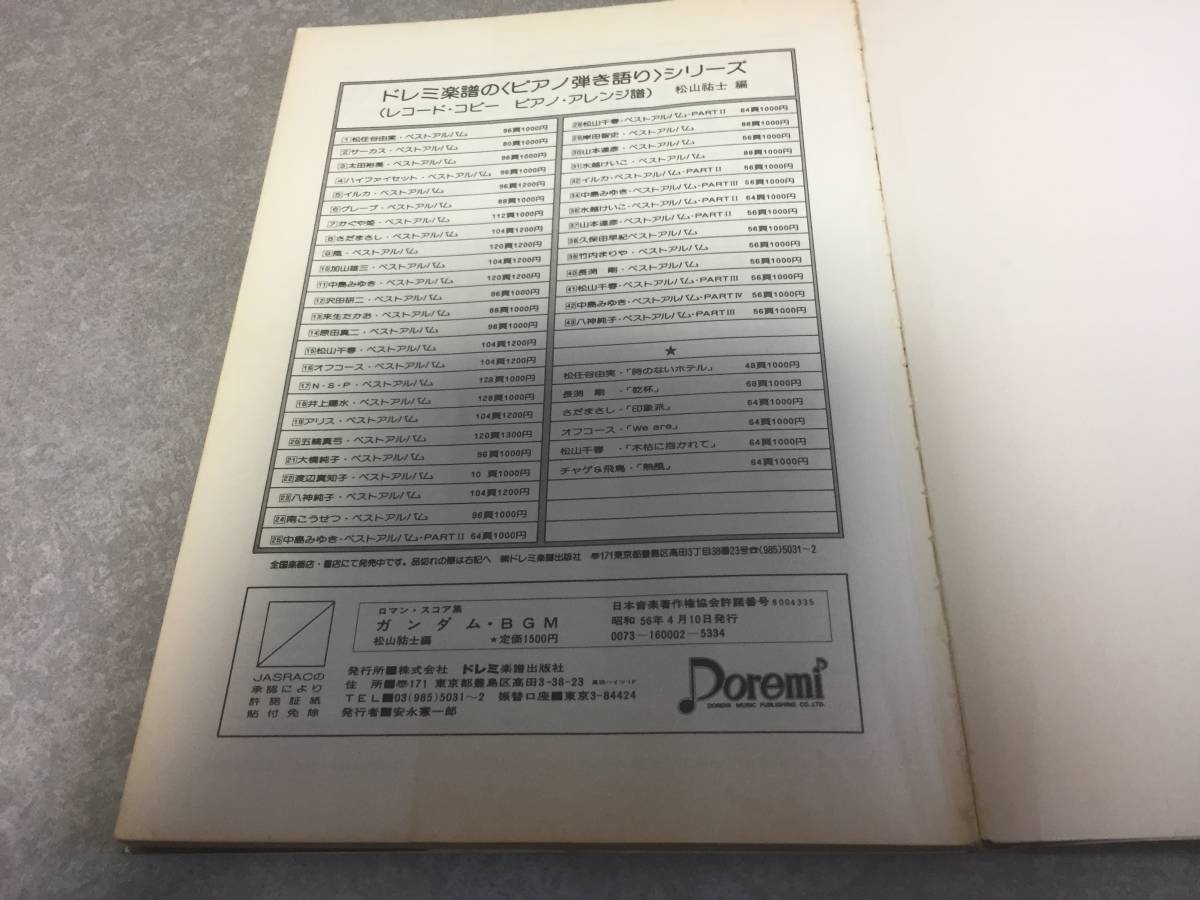 ドレミ楽譜の〈ピアノ弾き語り〉シリーズ
(レコード・コピー ピアノ・アレンジ譜) 松山祐士 編
1 松任谷由実・ベストアルバム 96頁1000円
2 サーカス・ベストアルバム 80頁1000円
3 太田裕美・ベストアルバム 96頁1000円
4 ハイファイセット・ベストアルバム 96頁1000円
5 イルカ・ベストアルバム 96頁1200円
6 グレープ・ベストアルバム 88頁1000円
7 かぐや姫・ベストアルバム 112頁1000円
8 さだまさし・ベストアルバム 104頁1200円
9 風・ベストアルバム 120頁1200円
10 加山雄三・ベストアルバム 104頁1200円
11 中島みゆき・ベストアルバム 120頁1200円
12 沢田研二・ベストアルバム 96頁1000円
13 来生たかお・ベストアルバム 88頁1000円
14 原田真二・ベストアルバム 96頁1000円
15 松山千春・ベストアルバム 104頁1200円
16 オフコース・ベストアルバム 104頁1200円
17 N・S・P・ベストアルバム 128頁1000円
18 井上陽水・ベストアルバム 128頁1000円
19 アリス・ベストアルバム 104頁1200円
20 五輪真弓・ベストアルバム 120頁1300円
21 大橋純子・ベストアルバム 96頁1000円
22 渡辺真知子・ベストアルバム 10 頁1000円
23 八神純子・ベストアルバム 104頁1200円
24 南こうせつ・ベストアルバム 96頁1000円
25 中島みゆき・ベストアルバム・PARTⅡ 64頁1000円
松山千春・ベストアルバム・PARTⅡ 64頁1000円
岸田智史・ベストアルバム 88頁1000円
30 山本達彦・ベストアルバム 56頁1000円
31 水越けいこ・ベストアルバム 88頁1000円
32 イルカ・ベストアルバム・PARTⅡ 56頁1000円
34 中島みゆき・ベストアルバム・PARTⅢ 56頁1000円
36 水越けいこ・ベストアルバム・PARTⅡ 64頁1000円
37 山本達彦・ベストアルバム・PARTⅡ 56頁1000円
38 久保田早紀ベストアルバム 56頁1000円
39 竹内まりや・ベストアルバム 56頁1000円
40 長渕 剛・ベストアルバム 56頁1000円
41 松山千春・ベストアルバム・PARTⅢ 56頁1000円
42 中島みゆき・ベストアルバム・PARTⅣ 56頁1000円
43 八神純子・ベストアルバム・PARTⅢ 56頁1000円
★
松任谷由実・「時のないホテル」 48頁1000円
長渕 剛・「乾杯」 68頁1000円
さだまさし・「印象派」 64頁1000円
オフコース・「We are」 64頁1000円
松山千春・「木枯に抱かれて」 64頁1000円
チャゲ&飛鳥・「熱風」 64頁1000円
全国楽器店・書店にて発売中です。品切れの際は右記へ ㈱ドレミ楽譜出版社 〒171東京都豊島区高田3丁目38番23号☎(985)5031~2
JASRACの
承認により
許諾証紙
貼付免除
ロマン・スコア集
ガンダム・BGM
松山祐士編 ★定価1500円
日本音楽著作権協会許諾番号 8004335
昭和56年4月10日発行
0073-160002-5334
発行所■株式会社 ドレミ楽譜出版社
住 所■〒171 東京都豊島区高田3-38-23
TEL■03(985)5031~2 振替口座■東京3-84424
発行者■安永憲一郎
Doremi
DOREMI MUSIC PUBLISHING CO.,LTD.